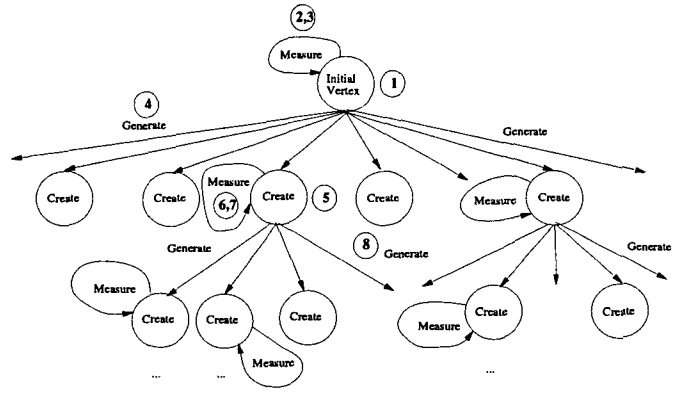 2,3
Measure
Initial
Vertex
1
4
Generate
Generate
Create
Create
Measure
6,7
Create
5
Create
Measure
Create
Generate
8
Generate
Generate
Measure
Create
Create
Create
Measure
Create
Measure
Create
...
...
...